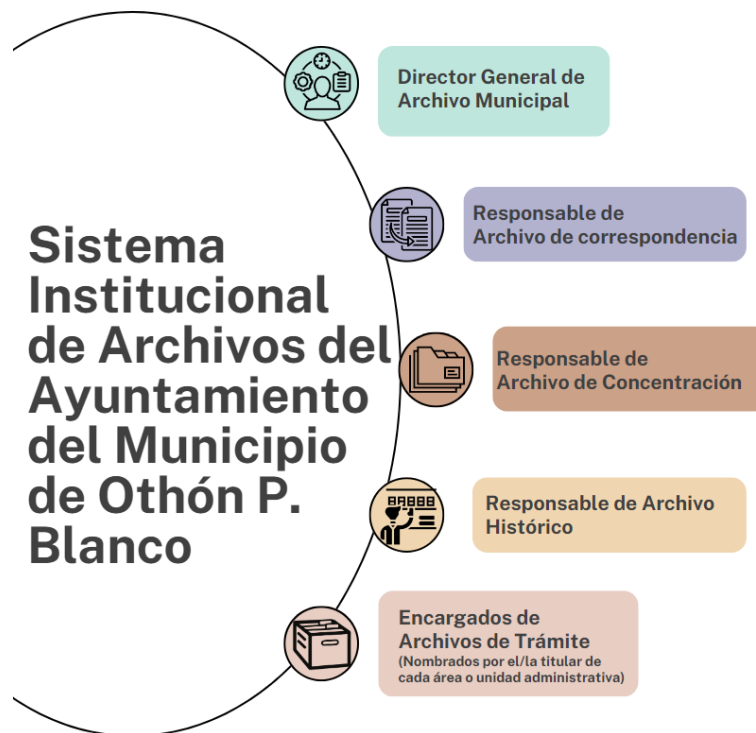 Sistema
Institucional
de Archivos del
Ayuntamiento
del Municipio
de Othón P.
Blanco
Director General de
Archivo Municipal
Responsable de
Archivo de correspondencia
Responsable de
Archivo de Concentración
Responsable de Archivo
Histórico
Encargados de
Archivos de Trámite
(Nombrados por el/la titular de
cada área o unidad administrativa)